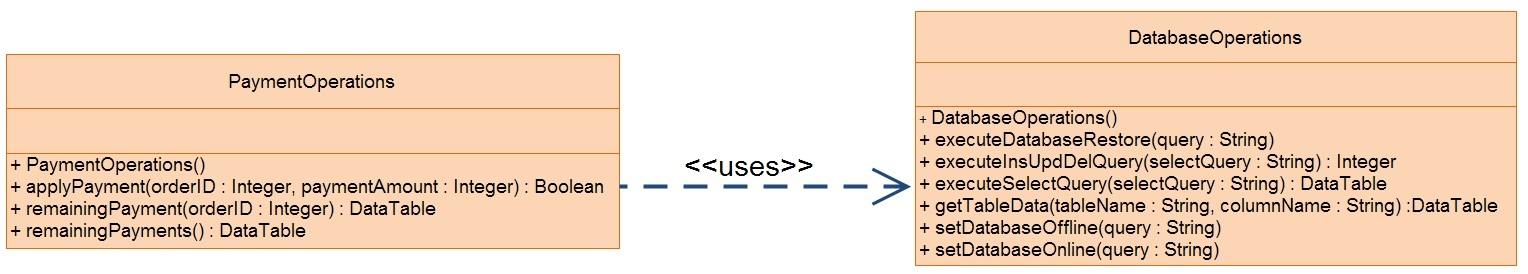 PaymentOperations
+ PaymentOperations()
+ applyPayment(orderID : Integer, paymentAmount : Integer) : Boolean
+ remainingPayment(orderID : Integer) : DataTable
+ remainingPayments() : DataTable
<<uses>>
DatabaseOperations
+ DatabaseOperations()
+ executeDatabaseRestore(query : String)
+ executeInsUpdDelQuery(selectQuery : String) : Integer
+ executeSelectQuery(selectQuery : String) : DataTable
+ getTableData(tableName : String, columnName : String) :DataTable
+ setDatabaseOffline(query : String)
+ setDatabaseOnline(query : String)